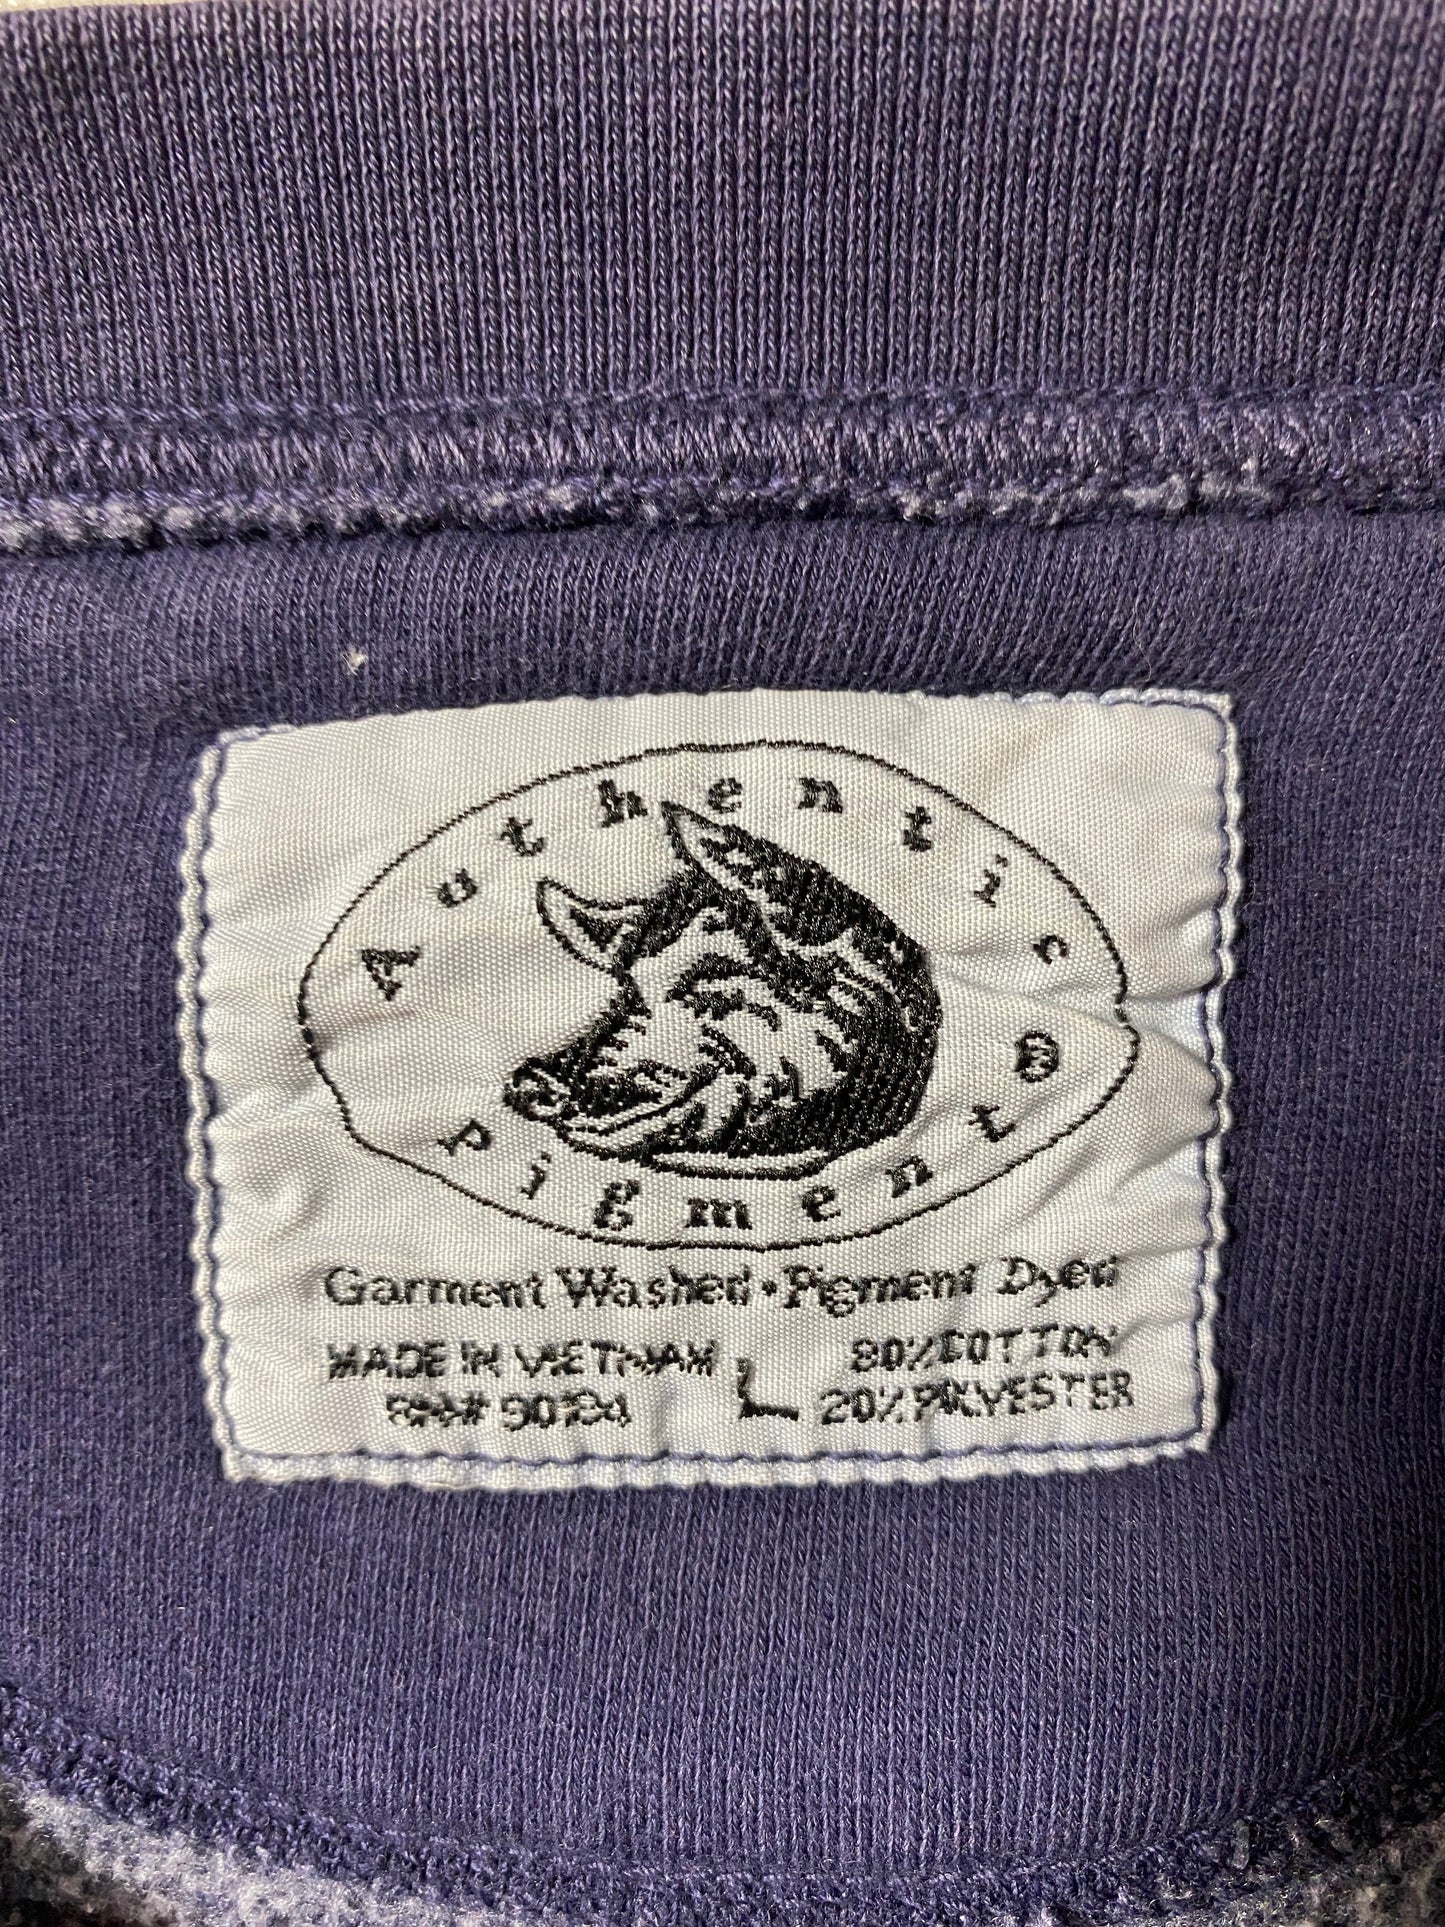 Authentic
Pigment®
Garment Washed • Pigment Dyed
MADE IN VIETNAM L 80% COTTON
20% POLYESTER